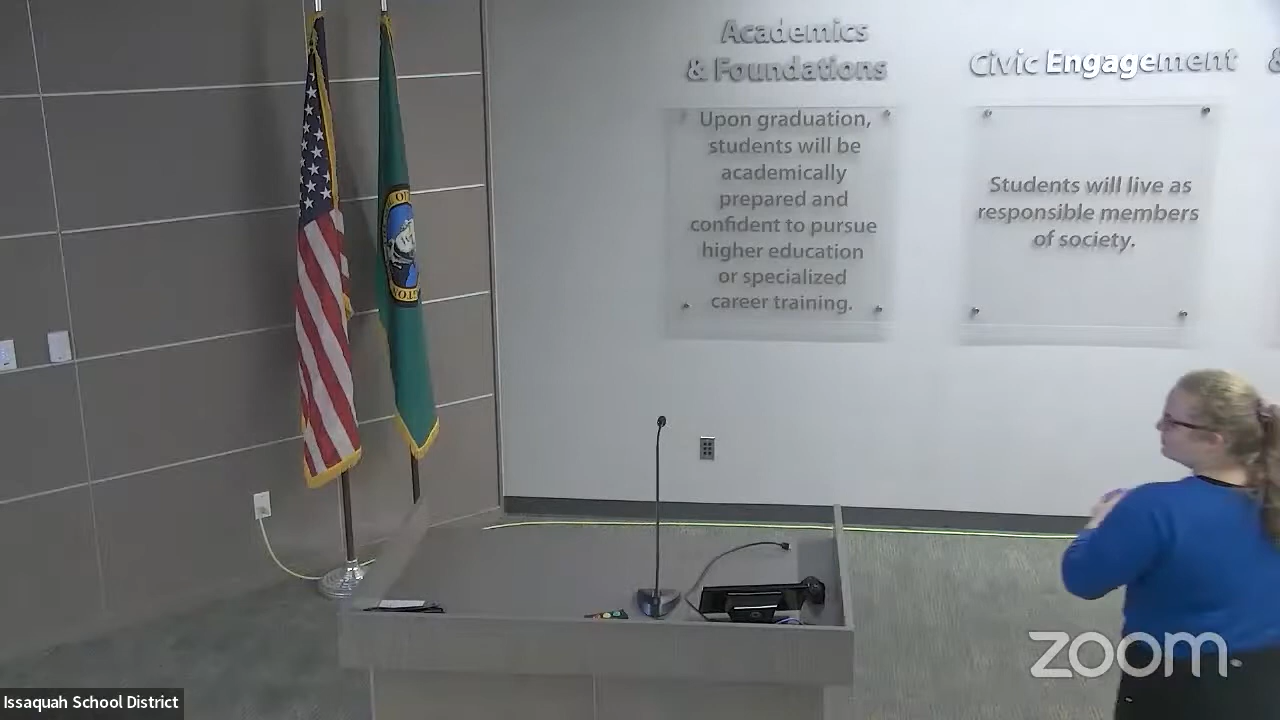 Academics
& Foundations
Upon graduation,
students will be
academically
prepared and
confident to pursue
higher education
or specialized
career training.
Civic Engagement
Students will live as
responsible members
of society.
&
zoom
Issaquah School District